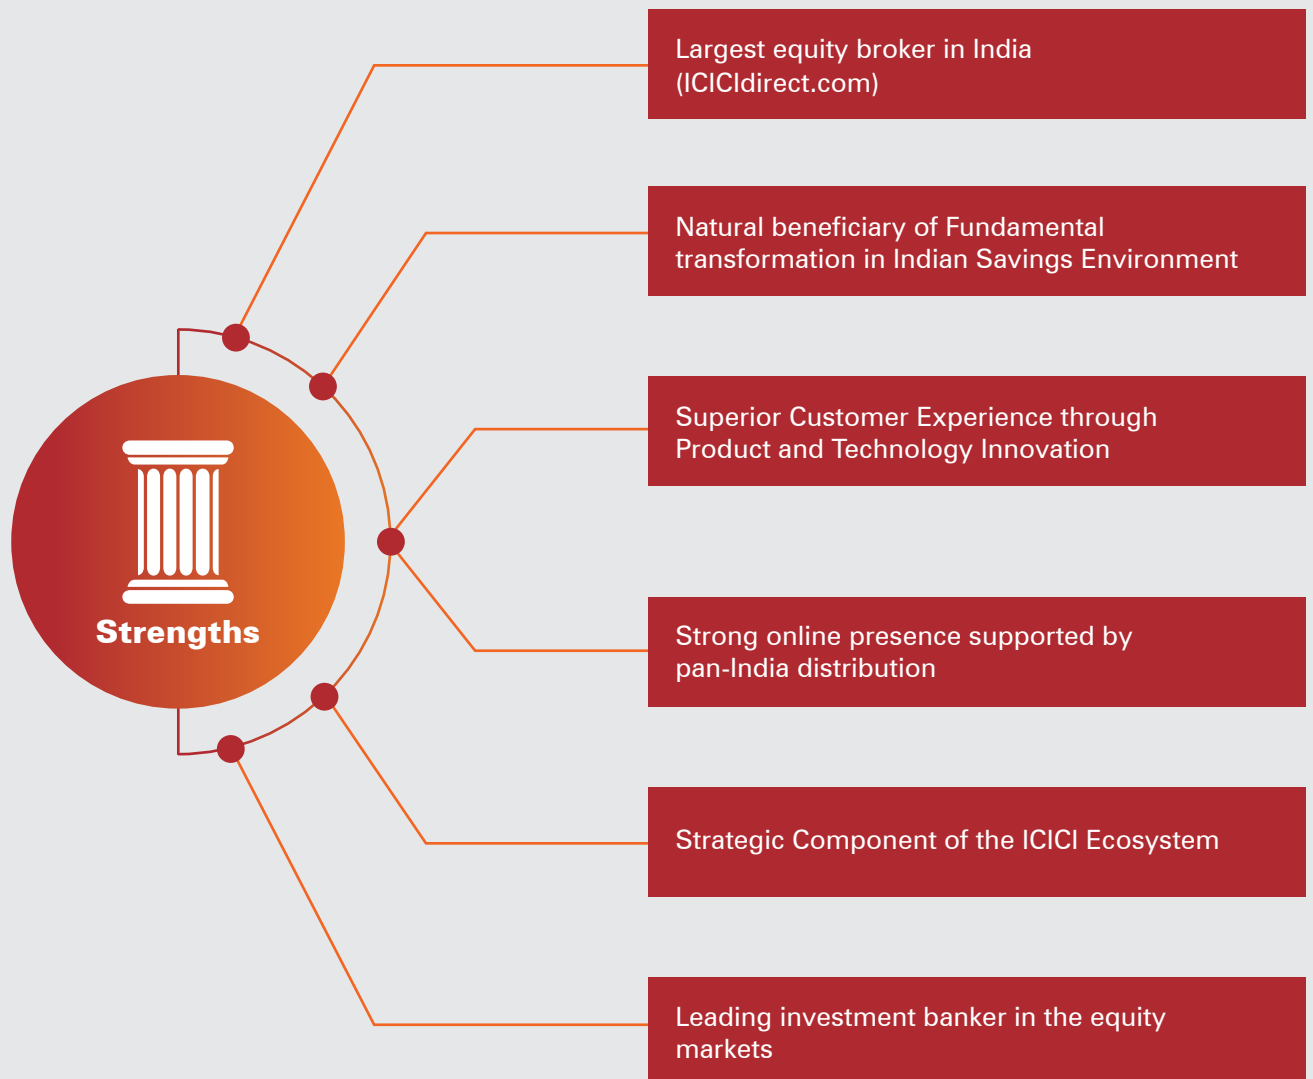 Largest equity broker in India
(ICICIdirect.com)
Natural beneficiary of Fundamental
transformation in Indian Savings Environment
Superior Customer Experience through
Product and Technology Innovation
Strengths
Strong online presence supported by
pan-India distribution
Strategic Component of the ICICI Ecosystem
Leading investment banker in the equity
markets